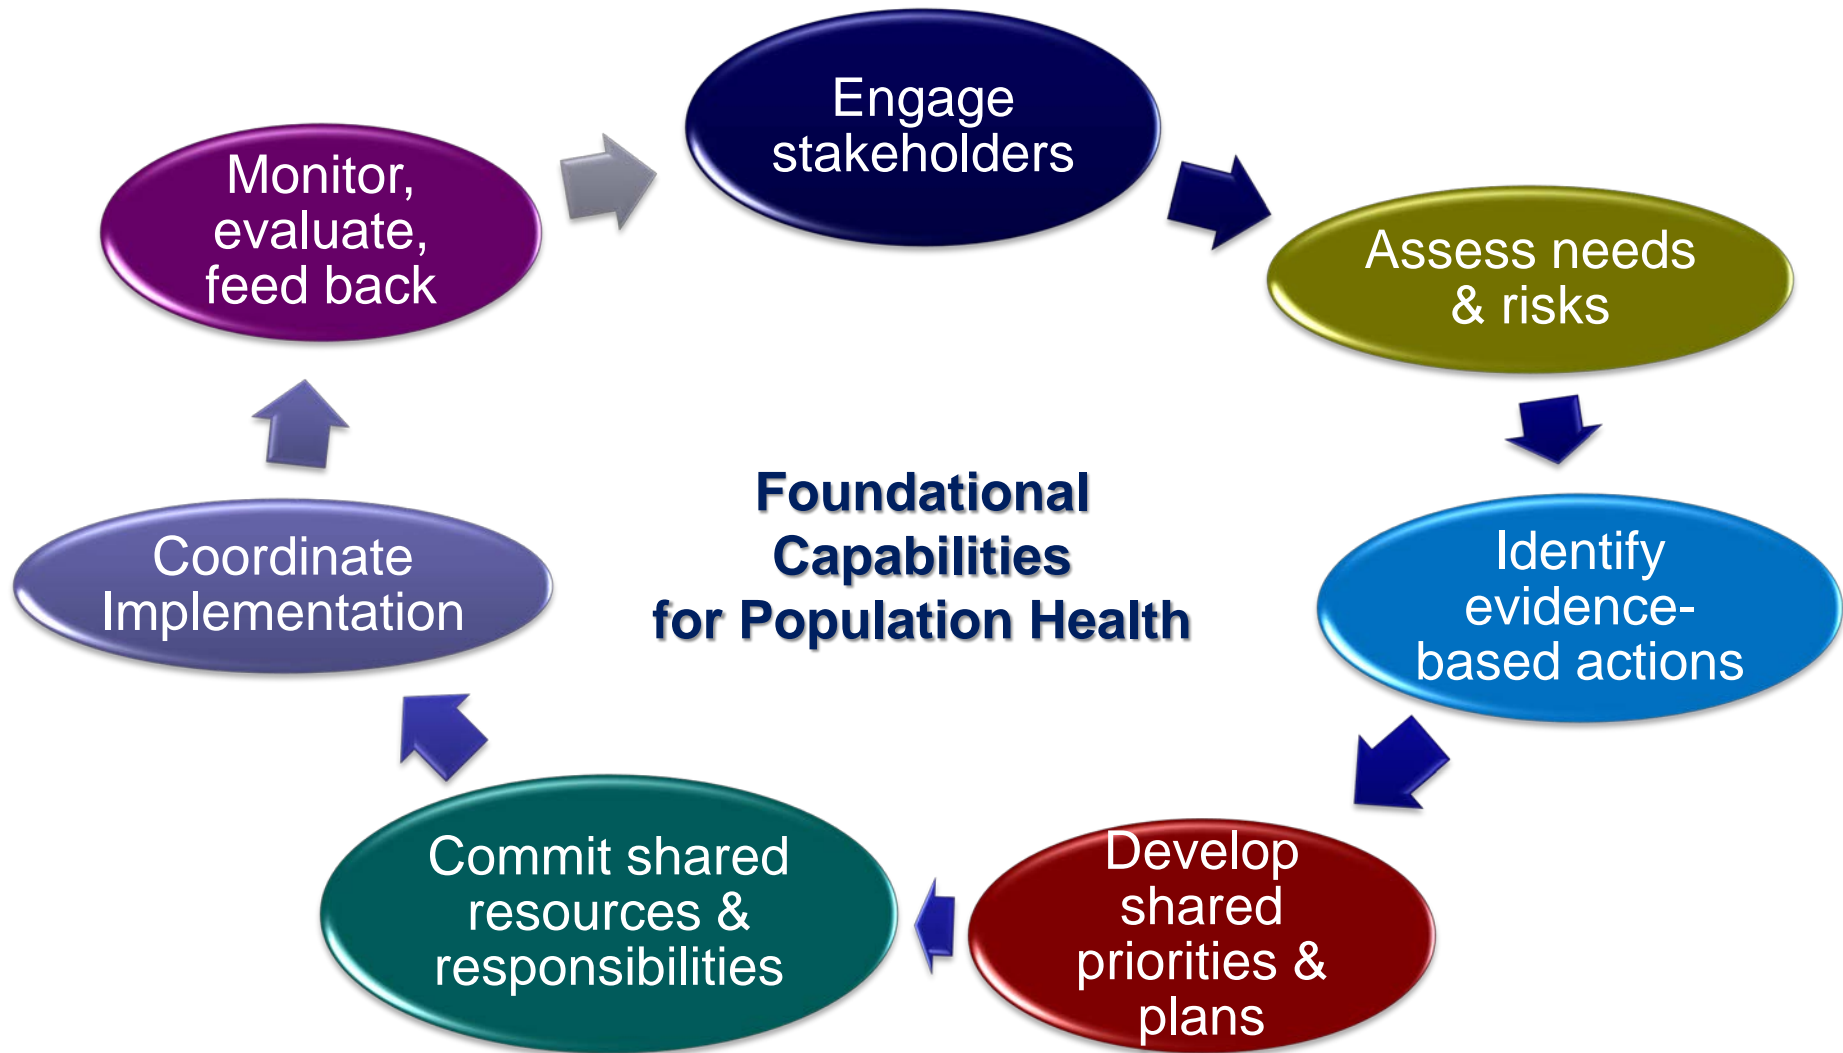 Engage
stakeholders
Assess needs
& risks
Identify
evidence-
based actions
Develop
shared
priorities &
plans
Commit shared
resources &
responsibilities
Coordinate
Implementation
Monitor,
evaluate,
feed back
Foundational
Capabilities
for Population Health